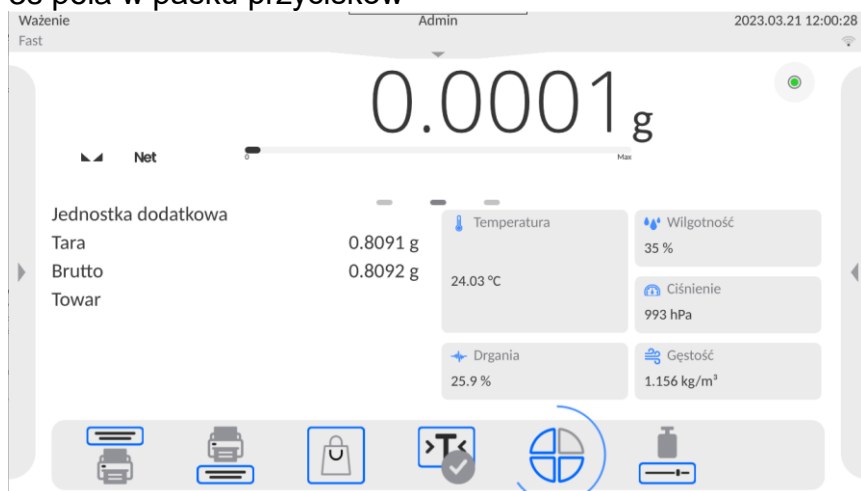 Ważenie Admin 2023.03.21 12:00:28
Fast
0.0001 g
Net 0 Max
Jednostka dodatkowa
Tara 0.8091 g
Brutto 0.8092 g
Towar
Temperatura
24.03 °C
Wilgotność
35 %
Ciśnienie
993 hPa
Drgania
25.9 %
Gęstość
1.156 kg/m³
>T<